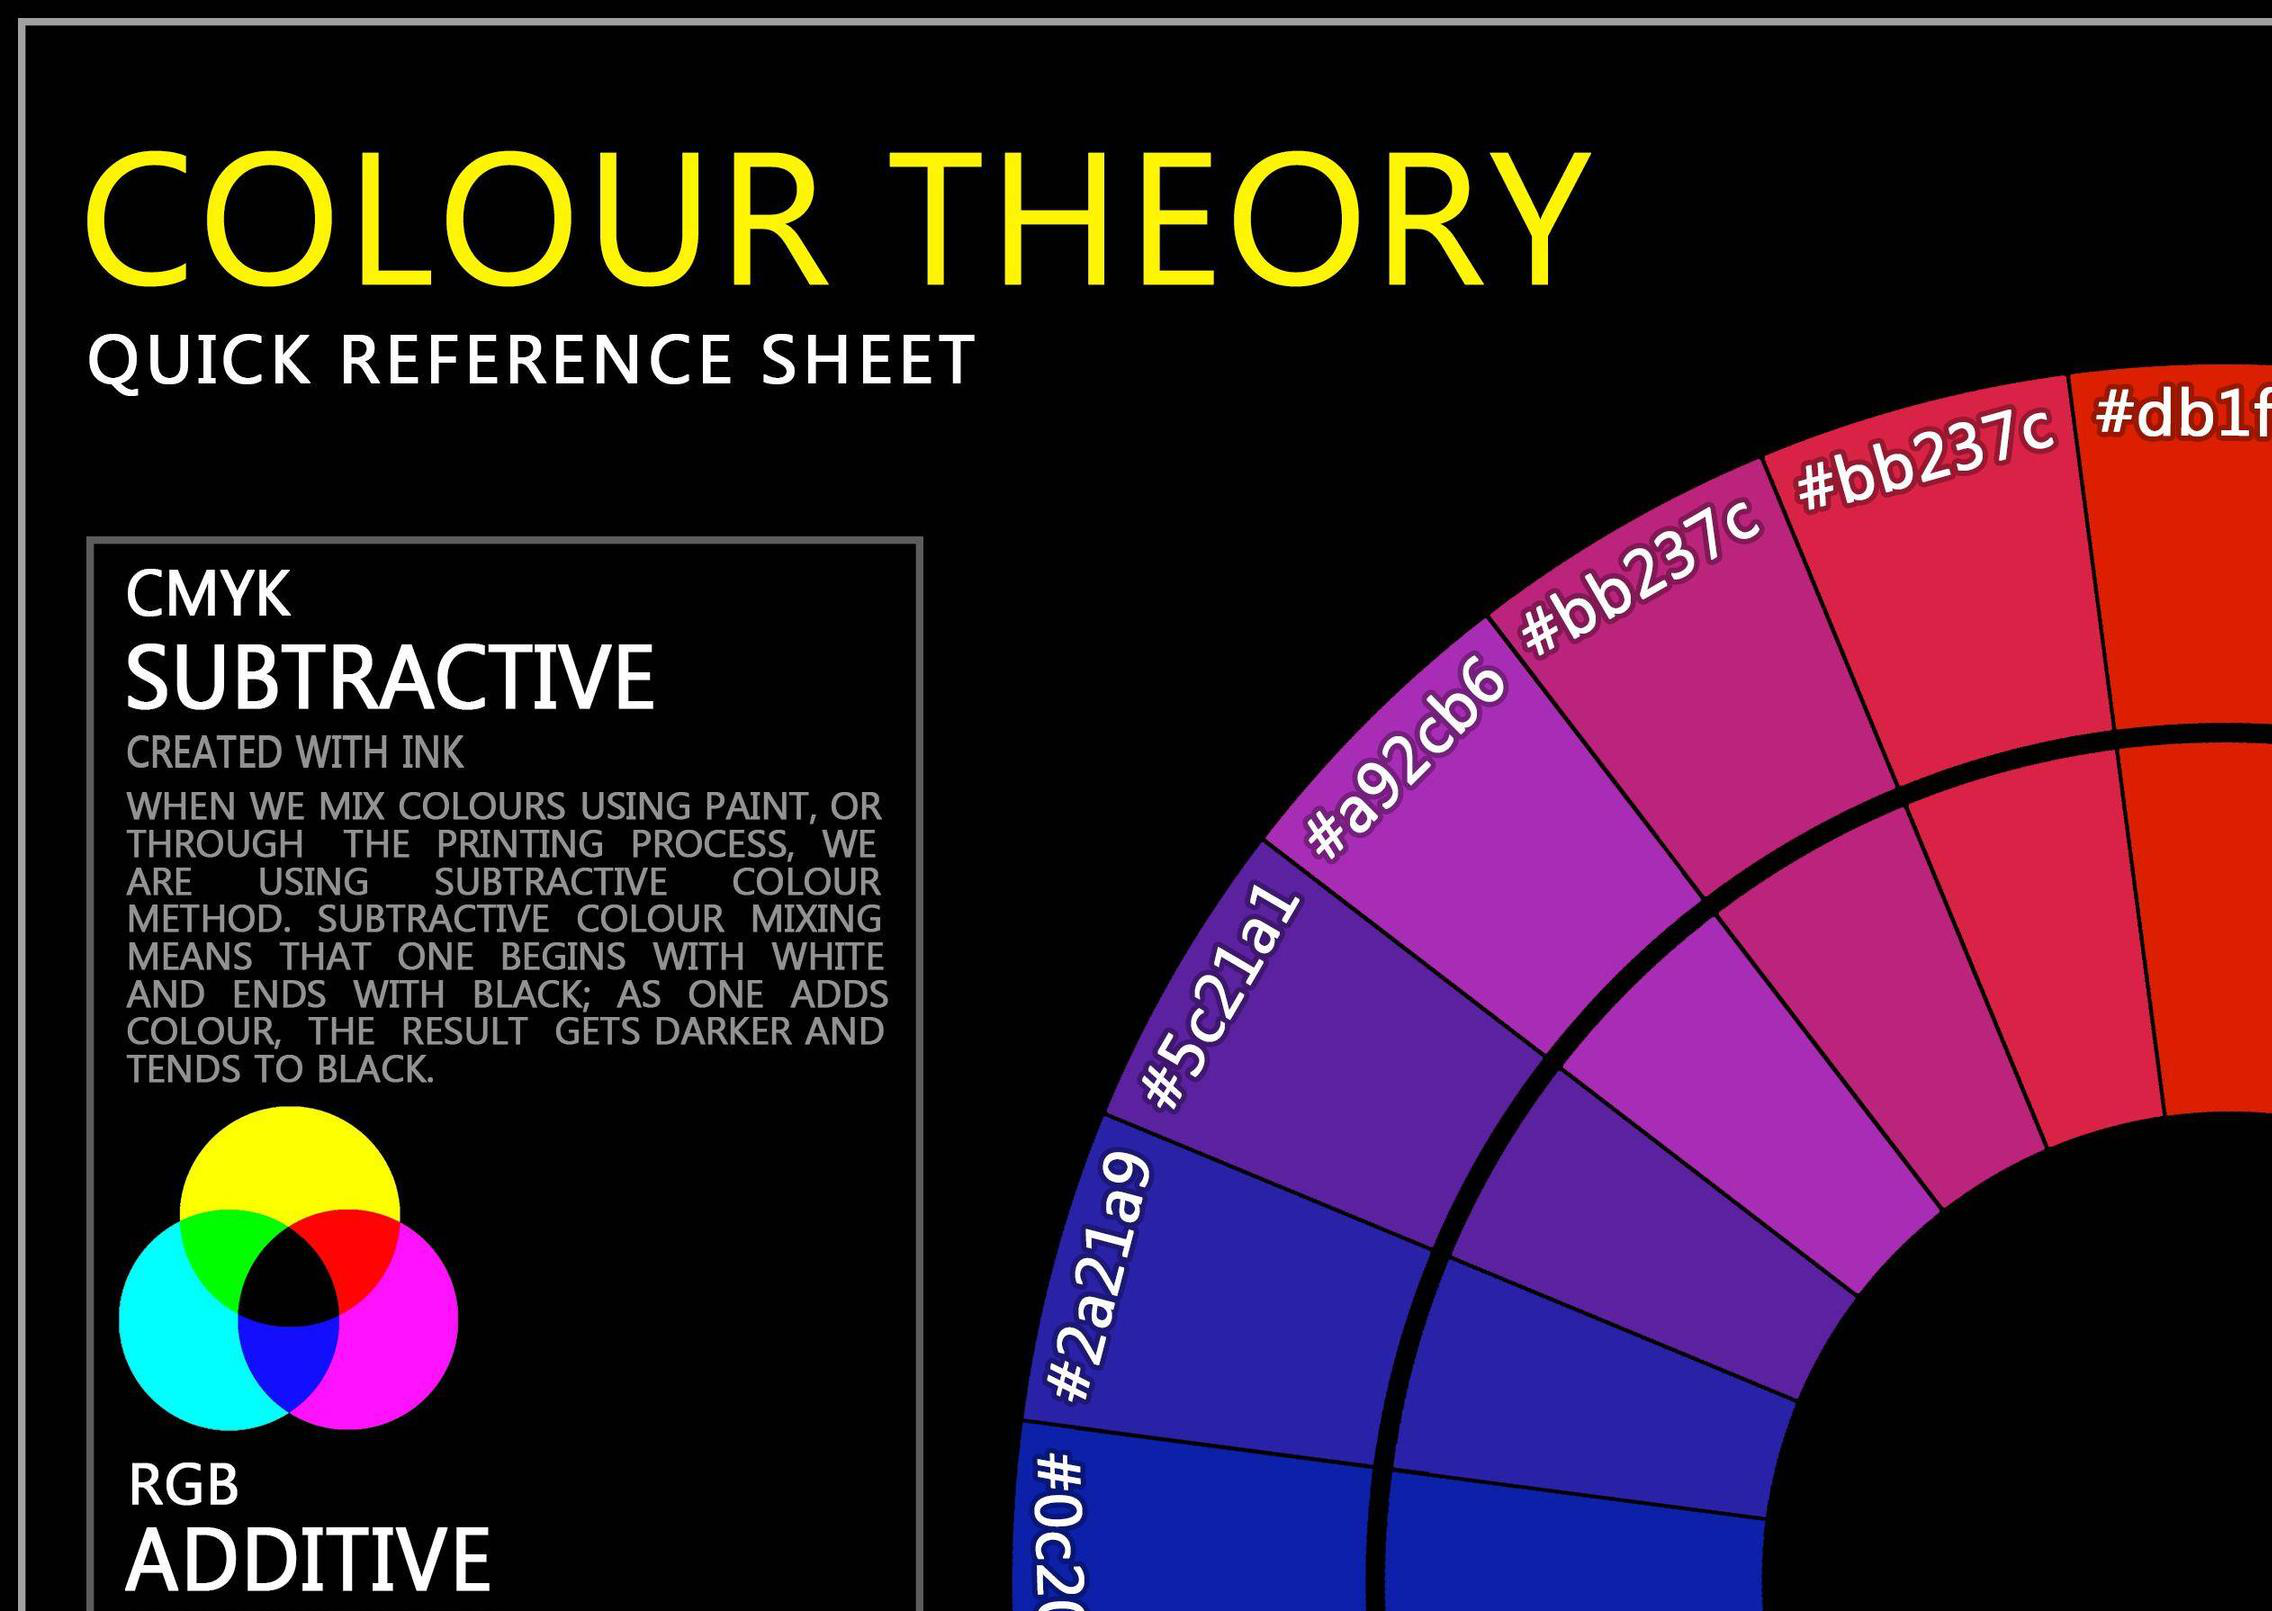 COLOUR THEORY
QUICK REFERENCE SHEET
CMYK
SUBTRACTIVE
CREATED WITH INK
WHEN WE MIX COLOURS USING PAINT, OR
THROUGH THE PRINTING PROCESS, WE
ARE USING SUBTRACTIVE COLOUR
METHOD. SUBTRACTIVE COLOUR MIXING
MEANS THAT ONE BEGINS WITH WHITE
AND ENDS WITH BLACK; AS ONE ADDS
COLOUR, THE RESULT GETS DARKER AND
TENDS TO BLACK.
RGB
ADDITIVE
#0c20
#2a21a9
#5c21a1
#a92cb6
#bb237c
#bb237c
#db1f